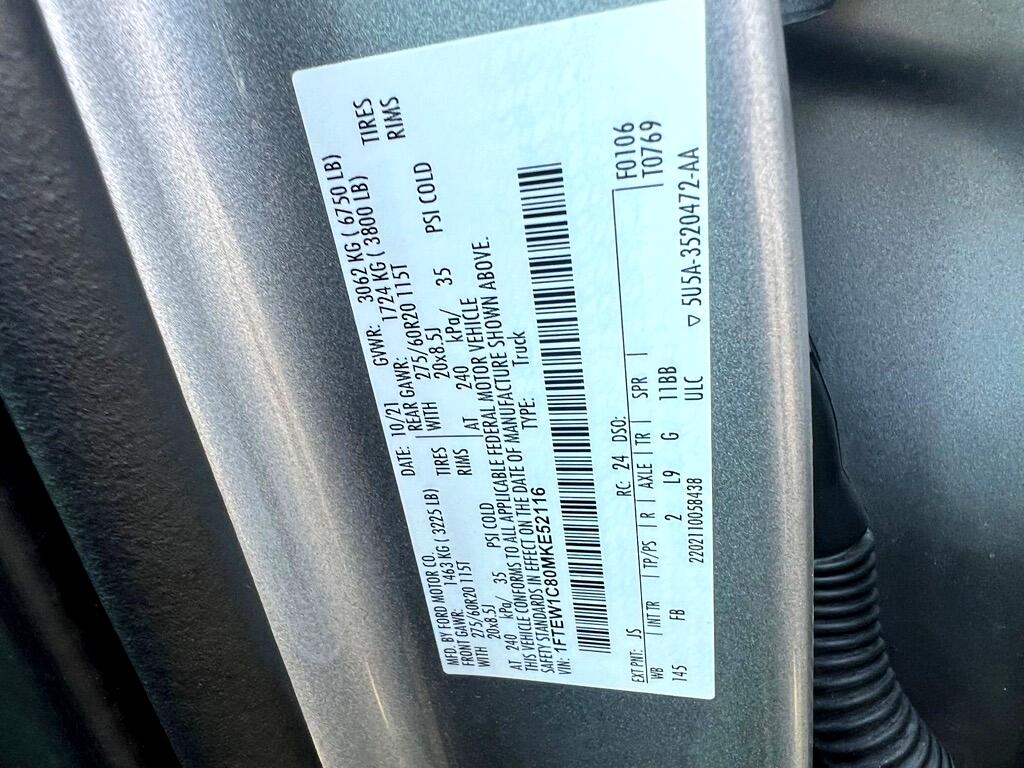 MFD. BY FORD MOTOR CO.
DATE: 10/21 GVWR: 3062 KG ( 6750 LB)
FRONT GAWR: 1463 KG ( 3225 LB) REAR GAWR: 1724 KG ( 3800 LB)
WITH 275/60R20 115T TIRES WITH 275/60R20 115T TIRES
20x8.5J RIMS 20x8.5J RIMS
AT 240 kPa/ 35 PSI COLD AT 240 kPa/ 35 PSI COLD
THIS VEHICLE CONFORMS TO ALL APPLICABLE FEDERAL MOTOR VEHICLE
SAFETY STANDARDS IN EFFECT ON THE DATE OF MANUFACTURE SHOWN ABOVE.
VIN: 1FTEW1C80MKE52116 TYPE: Truck
F0106
EXT PNT: JS RC: 24 DSO: T0769
WB INT TR TP/PS R AXLE TR SPR
145 FB 2 L9 G 11BB
2202110058438 ULC ▽ 5U5A-3520472-AA